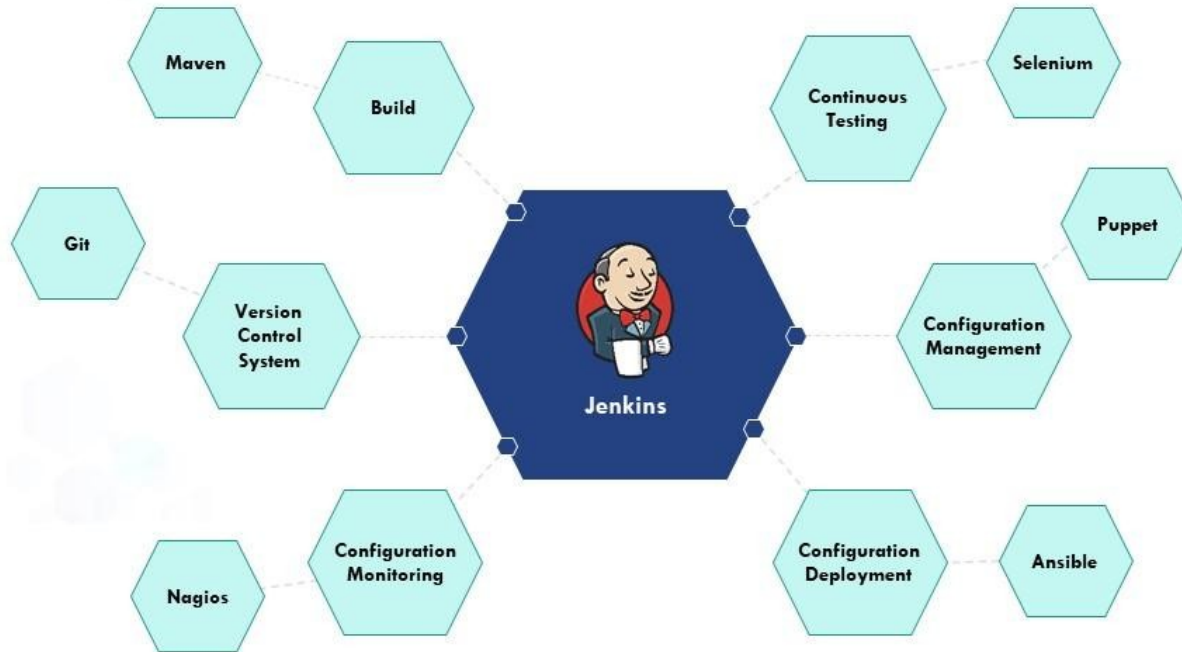 Maven
Build
Git
Version
Control
System
Nagios
Configuration
Monitoring
Jenkins
Continuous
Testing
Selenium
Configuration
Management
Puppet
Configuration
Deployment
Ansible